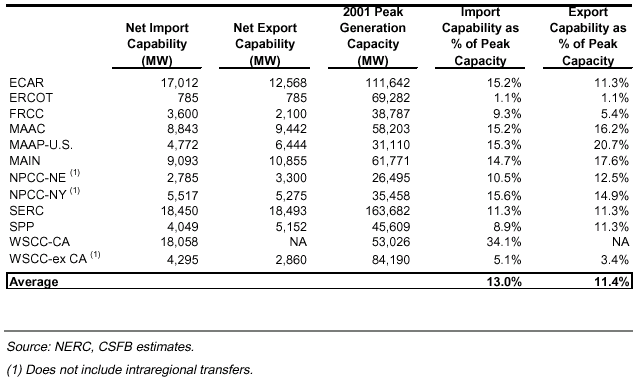 2001 Peak Import Export
Net Import Net Export Generation Capability as Capability as
Capability Capability Capacity % of Peak % of Peak
(MW) (MW) (MW) Capacity Capacity
ECAR 17,012 12,568 111,642 15.2% 11.3%
ERCOT 785 785 69,282 1.1% 1.1%
FRCC 3,600 2,100 38,787 9.3% 5.4%
MAAC 8,843 9,442 58,203 15.2% 16.2%
MAAP-U.S. 4,772 6,444 31,110 15.3% 20.7%
MAIN 9,093 10,855 61,771 14.7% 17.6%
NPCC-NE (1) 2,785 3,300 26,495 10.5% 12.5%
NPCC-NY (1) 5,517 5,275 35,458 15.6% 14.9%
SERC 18,450 18,493 163,682 11.3% 11.3%
SPP 4,049 5,152 45,609 8.9% 11.3%
WSCC-CA 18,058 NA 53,026 34.1% NA
WSCC-ex CA (1) 4,295 2,860 84,190 5.1% 3.4%
Average 13.0% 11.4%
Source: NERC, CSFB estimates.
(1) Does not include intraregional transfers.